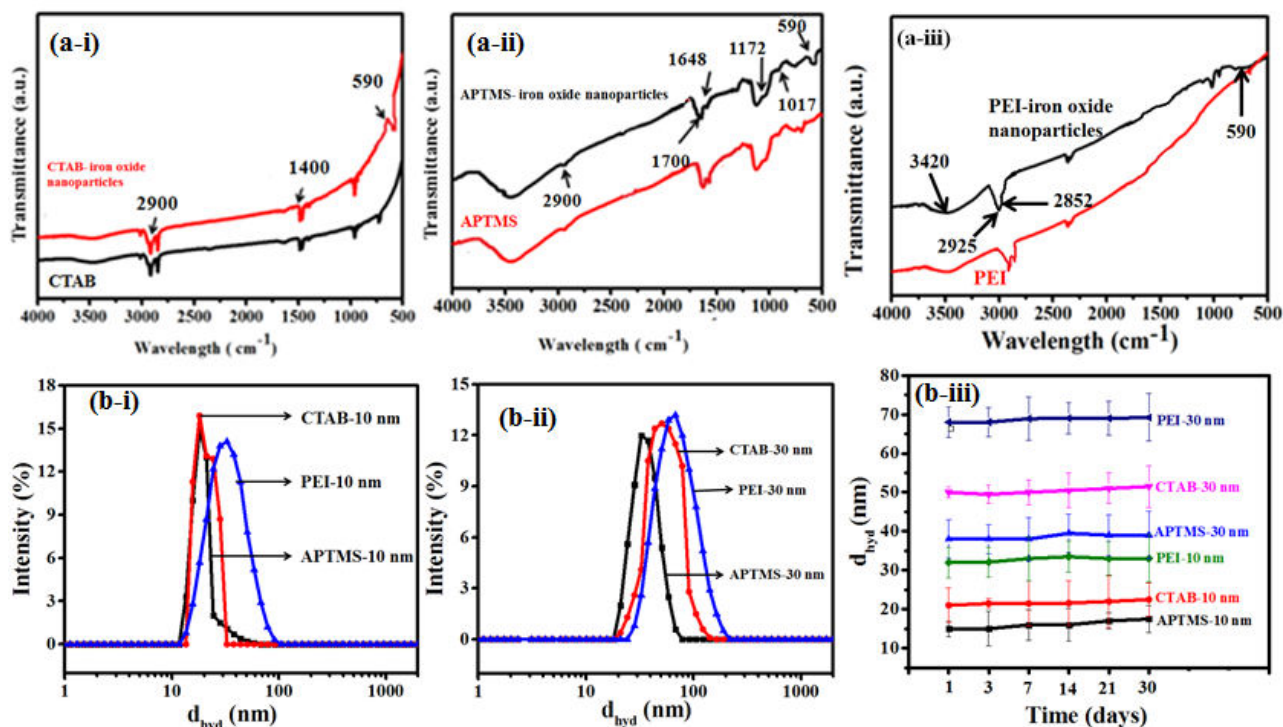 (a-i)
590
CTAB- iron oxide
nanoparticles
2900
1400
CTAB
Transmittance (a.u.)
4000 3500 3000 2500 2000 1500 1000 500
Wavelength ( cm-1)
(a-ii)
590
1648
1172
APTMS- iron oxide nanoparticles
1017
1700
2900
APTMS
Transmittance (a.u.)
4000 3500 3000 2500 2000 1500 1000 500
Wavelength ( cm-1)
(a-iii)
PEI-iron oxide
nanoparticles
590
3420
2852
2925
PEI
Transmittance (a.u.)
4000 3500 3000 2500 2000 1500 1000 500
Wavelength (cm-1)
(b-i)
CTAB-10 nm
PEI-10 nm
APTMS-10 nm
Intensity (%)
18
15
12
9
6
3
0
1 10 100 1000
dhyd (nm)
(b-ii)
CTAB-30 nm
PEI-30 nm
APTMS-30 nm
Intensity (%)
15
12
9
6
3
0
1 10 100 1000
dhyd (nm)
(b-iii)
PEI-30 nm
CTAB-30 nm
APTMS-30 nm
PEI-10 nm
CTAB-10 nm
APTMS-10 nm
dhyd (nm)
80
70
60
50
40
30
20
10
1 3 7 14 21 30
Time (days)